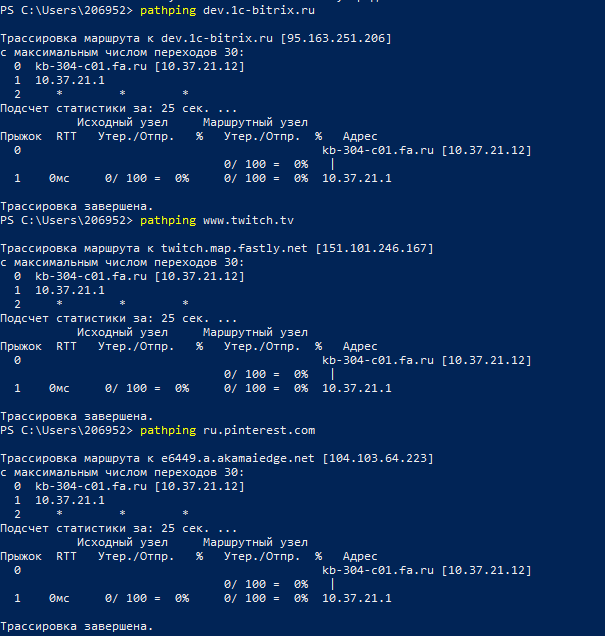 PS C:\Users\206952> pathping dev.1c-bitrix.ru
Трассировка маршрута к dev.1c-bitrix.ru [95.163.251.206]
с максимальным числом переходов 30:
0 kb-304-c01.fa.ru [10.37.21.12]
1 10.37.21.1
2 * * *
Подсчет статистики за: 25 сек. ...
Исходный узел Маршрутный узел
Прыжок RTT Утер./Отпр. % Утер./Отпр. % Адрес
0 kb-304-c01.fa.ru [10.37.21.12]
0/ 100 = 0% |
1 0мс 0/ 100 = 0% 0/ 100 = 0% 10.37.21.1
Трассировка завершена.
PS C:\Users\206952> pathping www.twitch.tv
Трассировка маршрута к twitch.map.fastly.net [151.101.246.167]
с максимальным числом переходов 30:
0 kb-304-c01.fa.ru [10.37.21.12]
1 10.37.21.1
2 * * *
Подсчет статистики за: 25 сек. ...
Исходный узел Маршрутный узел
Прыжок RTT Утер./Отпр. % Утер./Отпр. % Адрес
0 kb-304-c01.fa.ru [10.37.21.12]
0/ 100 = 0% |
1 0мс 0/ 100 = 0% 0/ 100 = 0% 10.37.21.1
Трассировка завершена.
PS C:\Users\206952> pathping ru.pinterest.com
Трассировка маршрута к e6449.a.akamaiedge.net [104.103.64.223]
с максимальным числом переходов 30:
0 kb-304-c01.fa.ru [10.37.21.12]
1 10.37.21.1
2 * * *
Подсчет статистики за: 25 сек. ...
Исходный узел Маршрутный узел
Прыжок RTT Утер./Отпр. % Утер./Отпр. % Адрес
0 kb-304-c01.fa.ru [10.37.21.12]
0/ 100 = 0% |
1 0мс 0/ 100 = 0% 0/ 100 = 0% 10.37.21.1
Трассировка завершена.